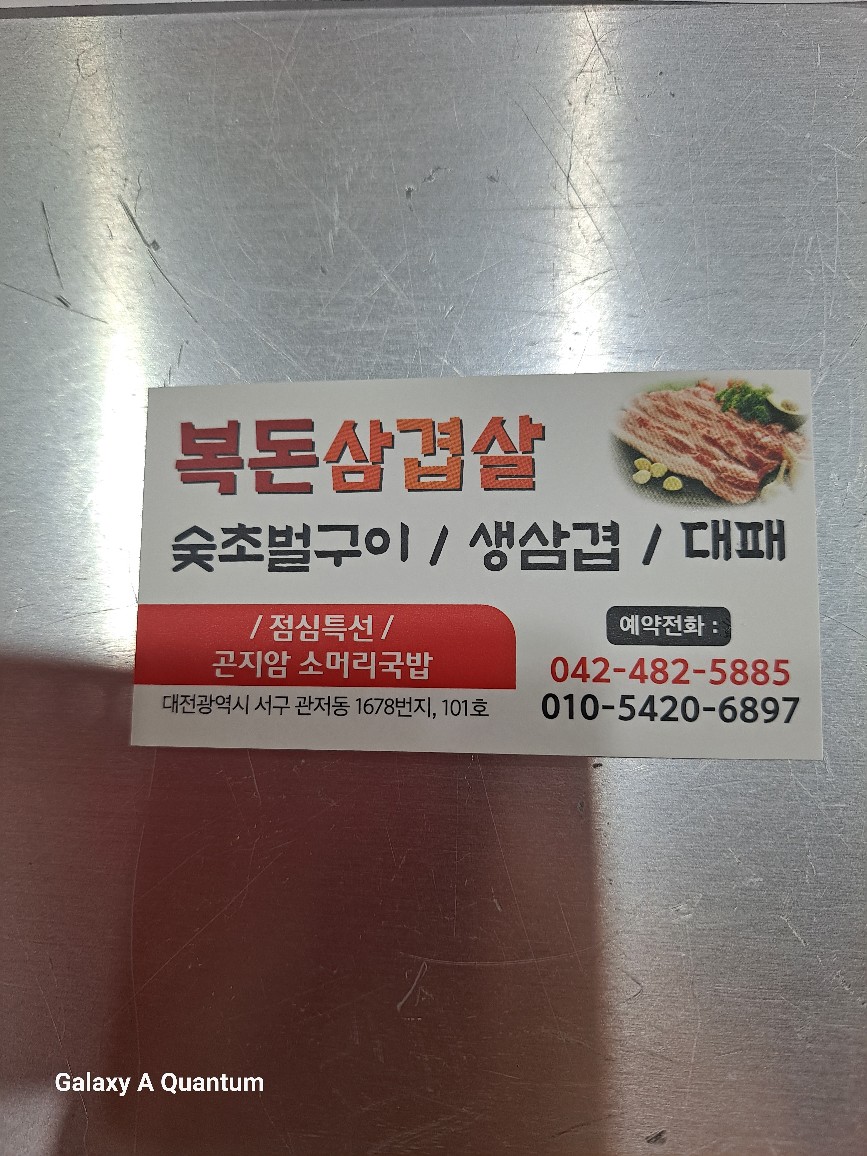 복돈삼겹살
숯초벌구이 / 생삼겹 / 대패
/ 점심특선 /
곤지암 소머리국밥
대전광역시 서구 관저동 1678번지, 101호
예약전화 :
042-482-5885
010-5420-6897
Galaxy A Quantum